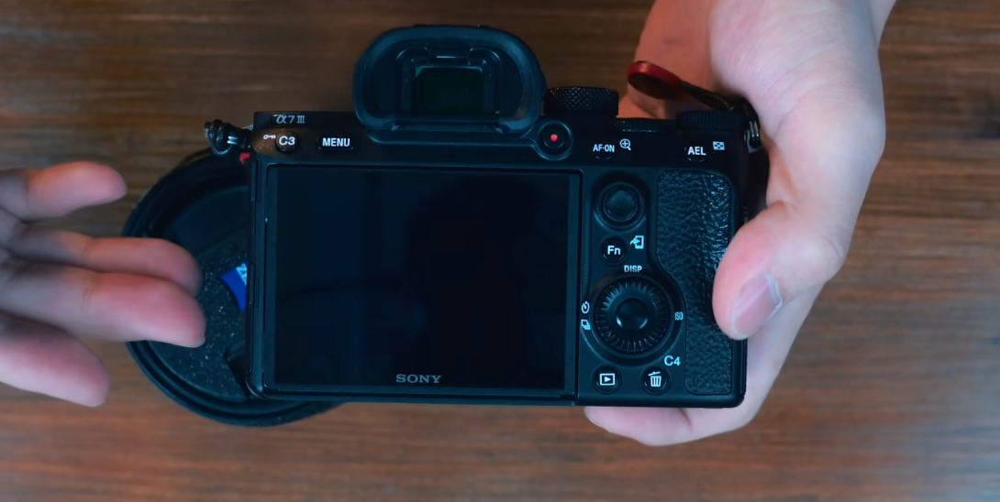 α7III
C3
MENU
AF-ON
AEL
Fn
DISP
ISO
C4
SONY